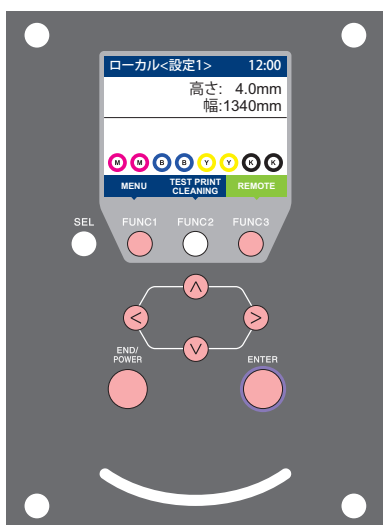 ローカル<設定1> 12:00
高さ: 4.0mm
幅:1340mm
M M B B Y Y K K
MENU TEST PRINT CLEANING REMOTE
SEL FUNC1 FUNC2 FUNC3
END/
POWER
ENTER